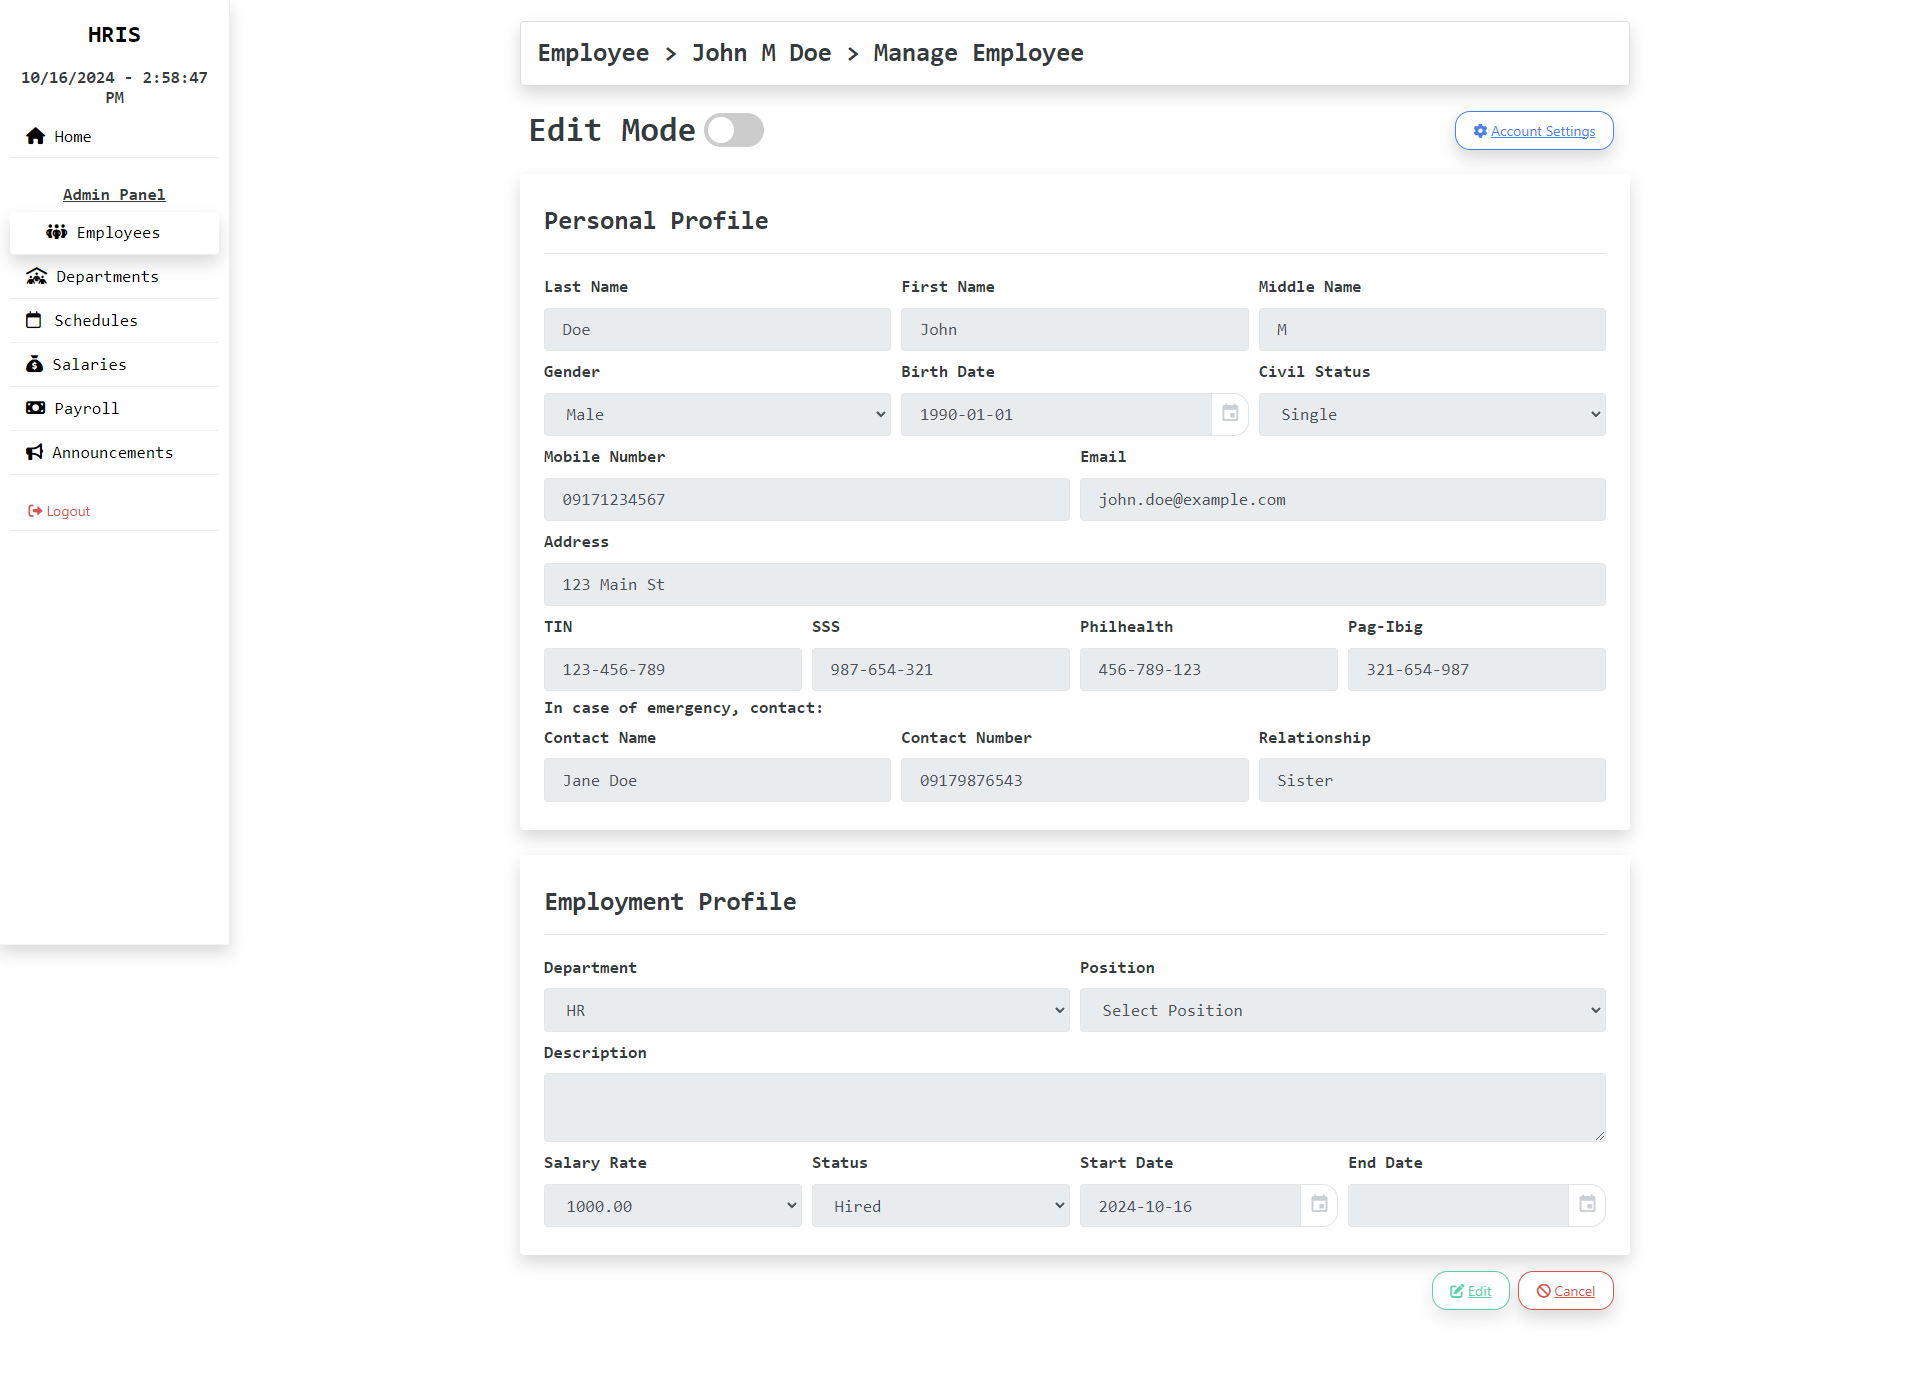 HRIS
10/16/2024 - 2:58:47
PM
Home
Admin Panel
Employees
Departments
Schedules
Salaries
Payroll
Announcements
Logout
Employee > John M Doe > Manage Employee
Edit Mode
Account Settings
Personal Profile
Last Name First Name Middle Name
Doe John M
Gender Birth Date Civil Status
Male 1990-01-01 Single
Mobile Number Email
09171234567 john.doe@example.com
Address
123 Main St
TIN SSS Philhealth Pag-Ibig
123-456-789 987-654-321 456-789-123 321-654-987
In case of emergency, contact:
Contact Name Contact Number Relationship
Jane Doe 09179876543 Sister
Employment Profile
Department Position
HR Select Position
Description
Salary Rate Status Start Date End Date
1000.00 Hired 2024-10-16
Edit Cancel